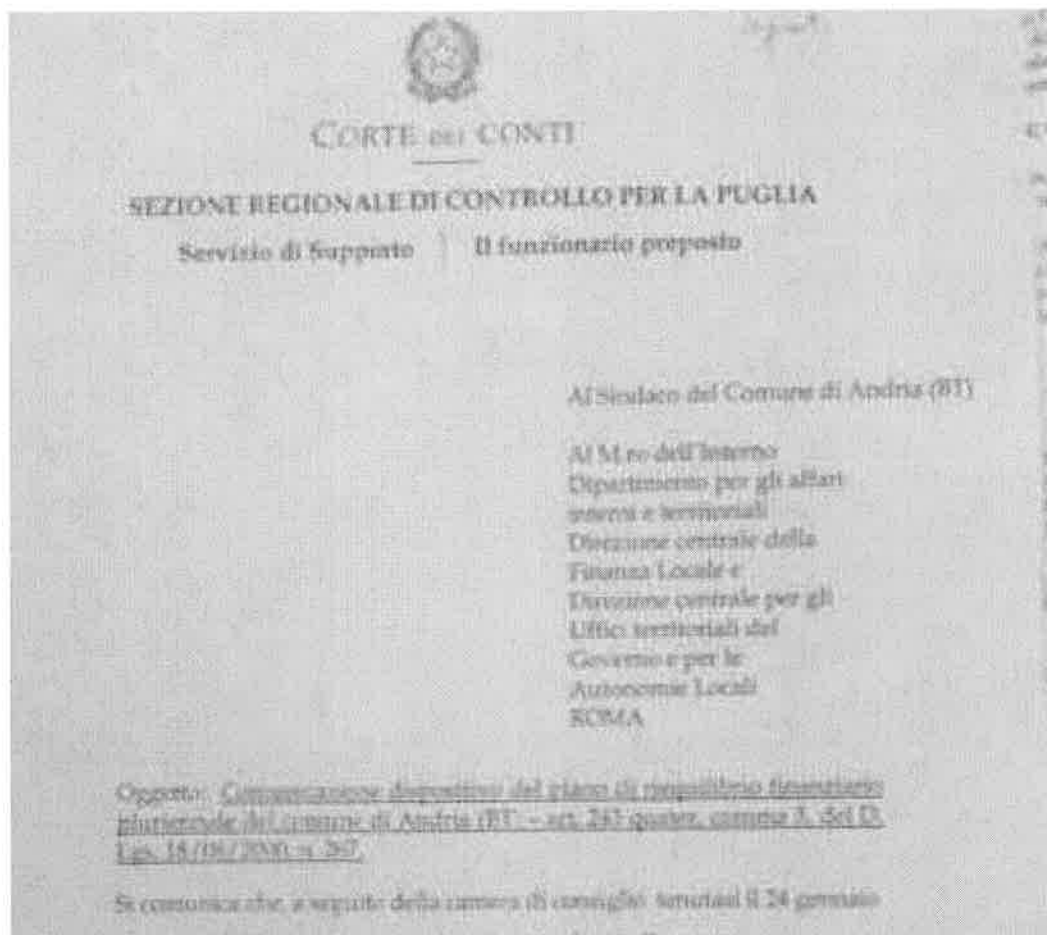 CORTE DEI CONTI
SEZIONE REGIONALE DI CONTROLLO PER LA PUGLIA
Servizio di Supporto Il funzionario preposto
Al Sindaco del Comune di Andria (BT)
Al M.ro dell'Interno
Dipartimento per gli affari
interni e territoriali
Direzione centrale della
Finanza Locale e
Direzione centrale per gli
Uffici territoriali del
Governo e per le
Autonomie Locali
ROMA
Oggetto: Comunicazione dispositivo del piano di riequilibrio finanziario
pluriennale del comune di Andria (BT) - art. 243 quater, comma 3, del D.
Lgs. 18/08/2000, n. 267.
Si comunica che, a seguito della camera di consiglio tenutasi il 24 gennaio